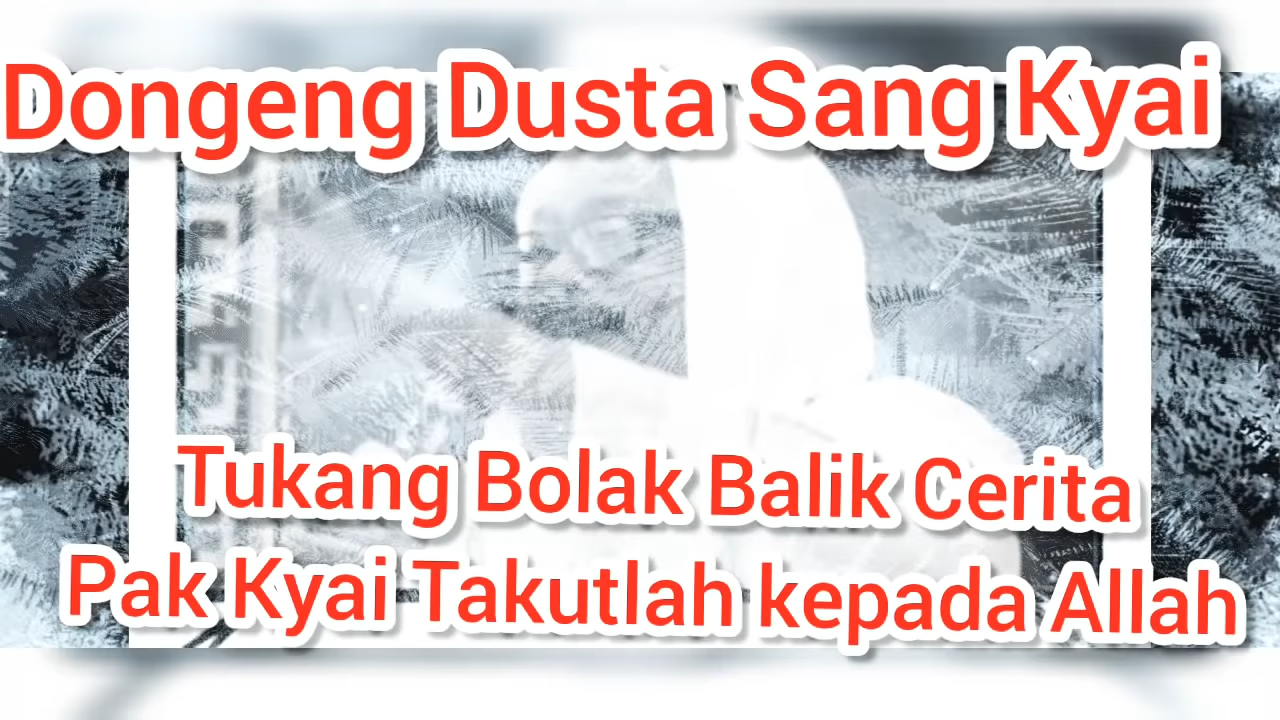 Dongeng Dusta Sang Kyai
Tukang Bolak Balik Cerita
Pak Kyai Takutlah kepada Allah